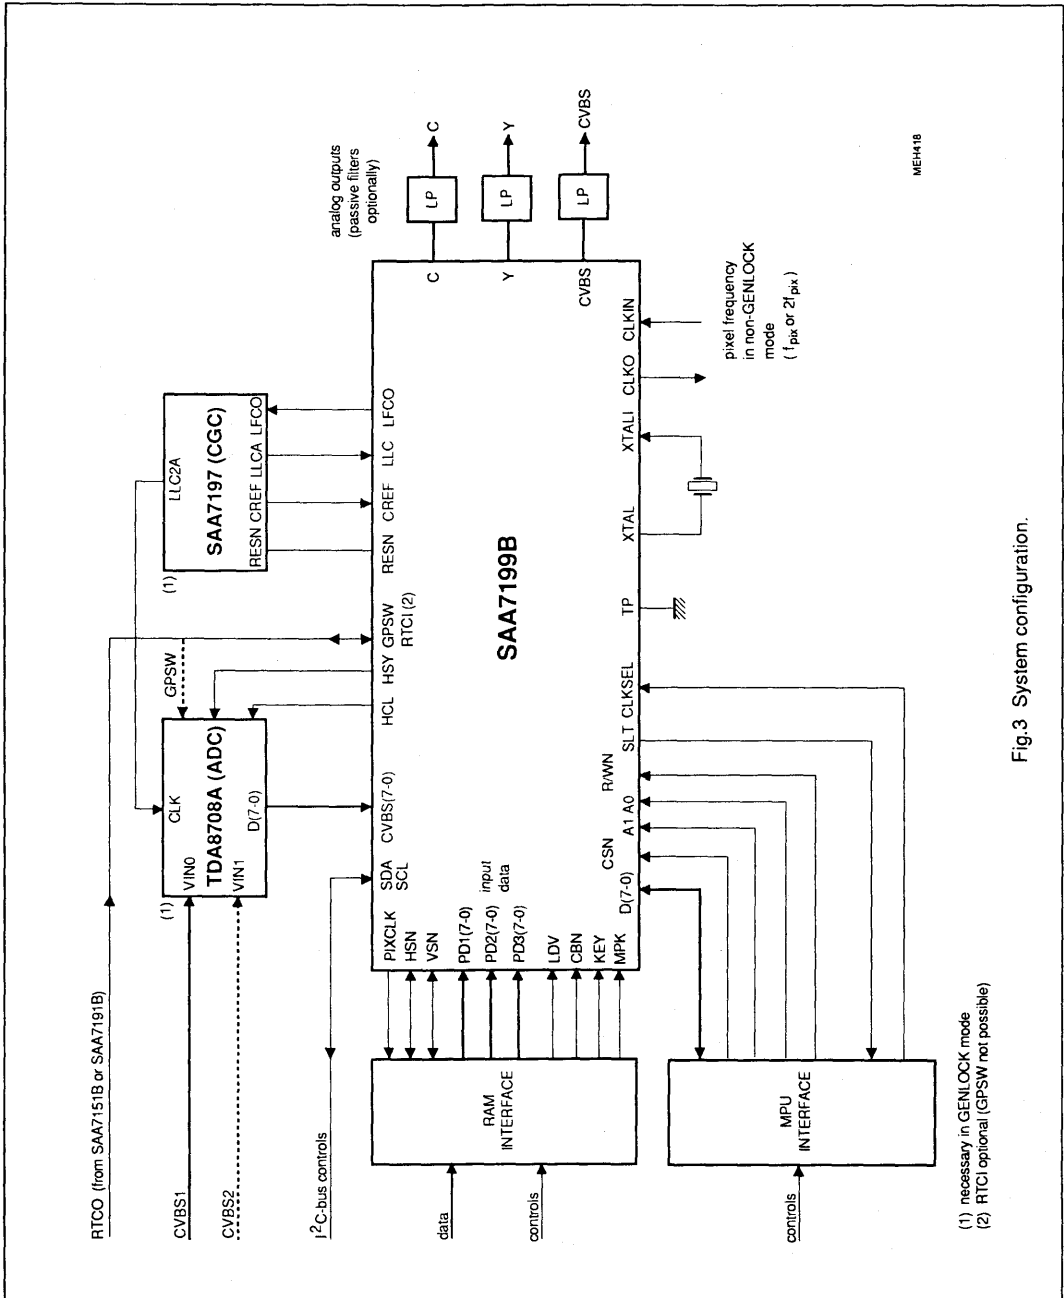 RTCO (from SAA7151B or SAA7191B)
CVBS1
CVBS2
I²C-bus controls
data
controls
controls
(1)
VIN0
VIN1
CLK
TDA8708A (ADC)
D(7-0)
GPSW
(1)
LLC2A
SAA7197 (CGC)
RESN CREF LLCA LFCO
analog outputs
(passive filters
optionally)
LP
C
LP
Y
LP
CVBS
SDA
SCL
CVBS(7-0)
HCL
HSY
GPSW
RTCI (2)
RESN
CREF
LLC
LFCO
C
Y
CVBS
SAA7199B
PIXCLK
HSN
VSN
PD1(7-0)
PD2(7-0)
PD3(7-0)
input
data
LDV
CBN
KEY
MPK
RAM
INTERFACE
D(7-0)
CSN
A1
A0
R/WN
SLT
CLKSEL
TP
XTAL
XTALI
CLKO
CLKIN
pixel frequency
in non-GENLOCK
mode
( fpix or 2fpix )
MPU
INTERFACE
(1) necessary in GENLOCK mode
(2) RTCI optional (GPSW not possible)
MEH418
Fig.3 System configuration.